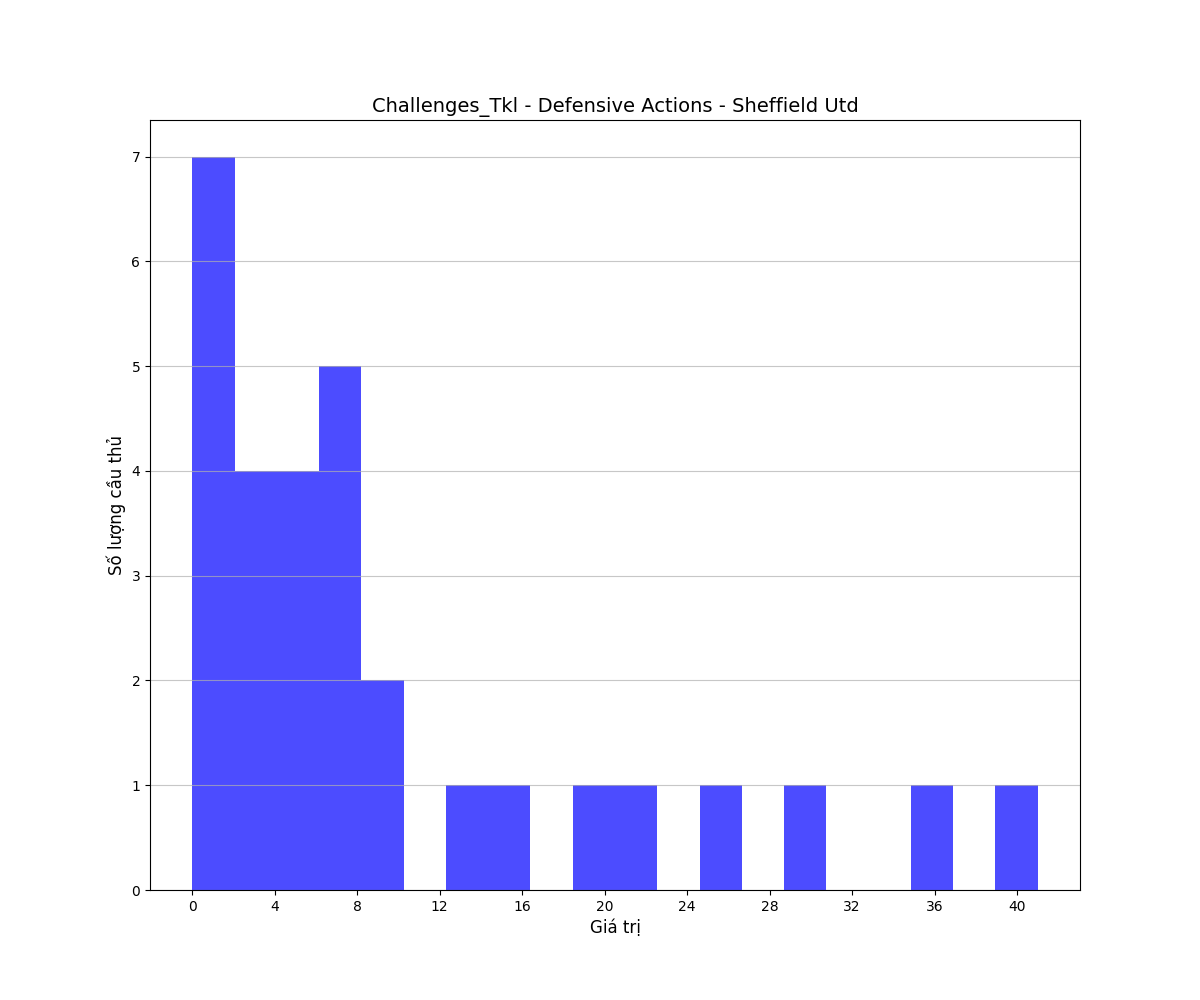 Challenges_Tkl - Defensive Actions - Sheffield Utd
7
6
5
4
3
2
1
0
Số lượng cầu thủ
0 4 8 12 16 20 24 28 32 36 40
Giá trị